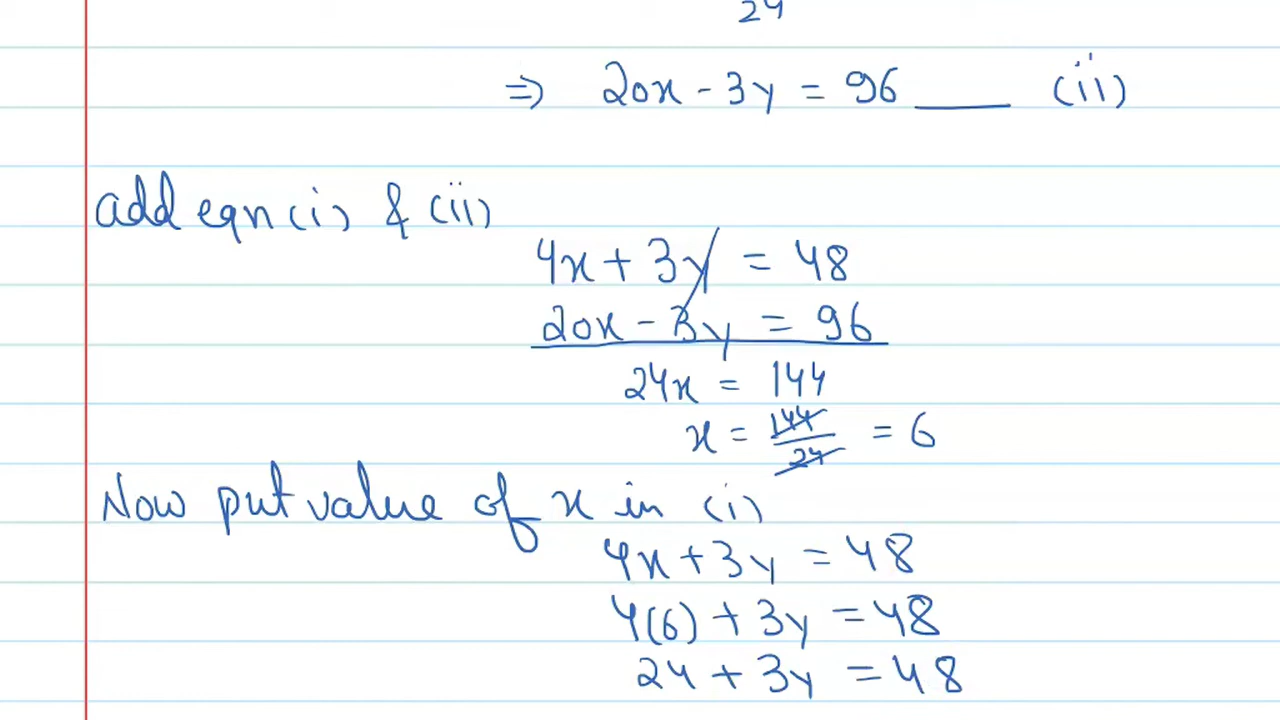 24
⇒ 20x - 3y = 96 ____ (ii)
add eqn (i) & (ii)
4x + 3y = 48
20x - 3y = 96
24x = 144
x = 144/24 = 6
Now put value of x in (i)
4x + 3y = 48
4(6) + 3y = 48
24 + 3y = 48